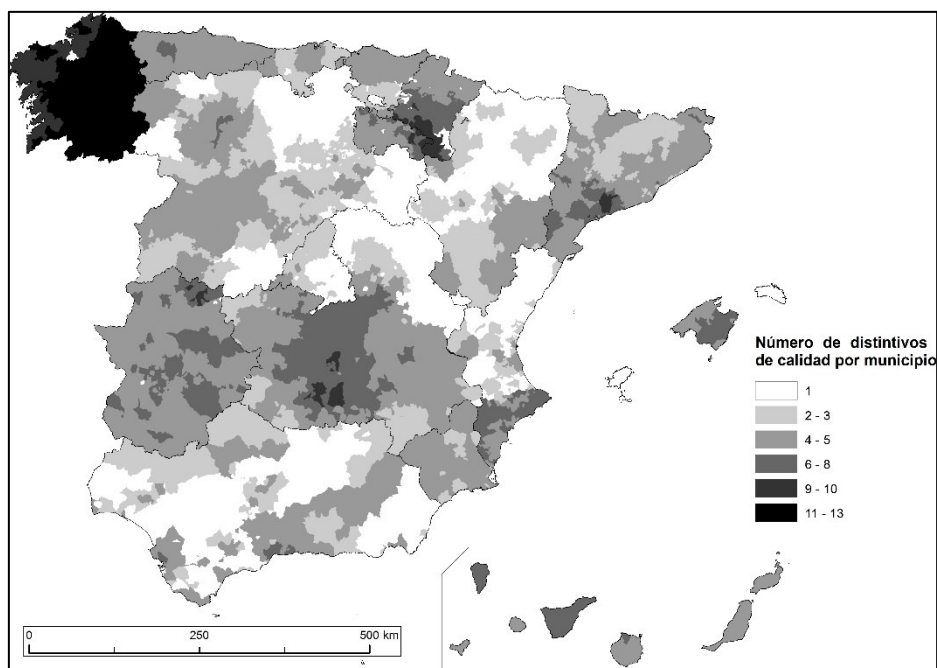 Número de distintivos
de calidad por municipio
1
2 - 3
4 - 5
6 - 8
9 - 10
11 - 13
0 250 500 km